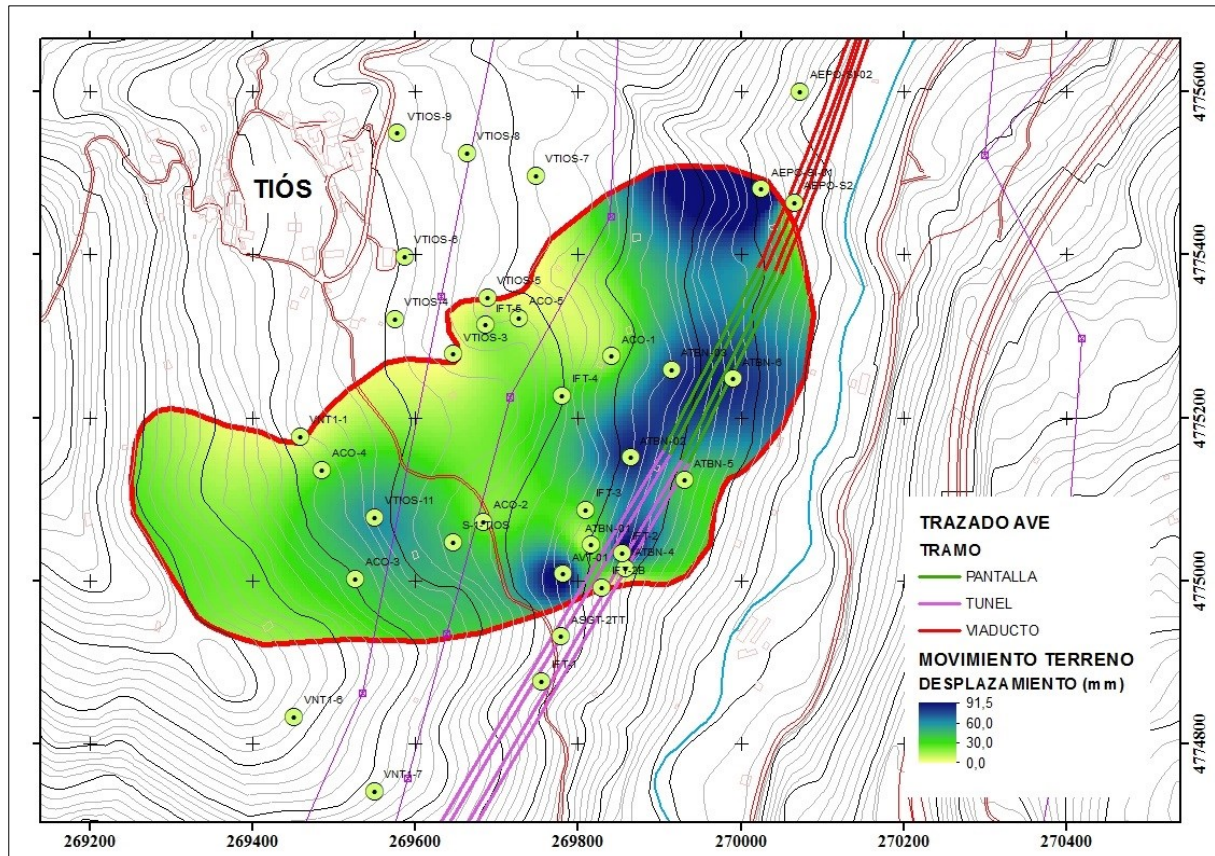 AEPO-SI-02
VTIOS-9
VTIOS-8
VTIOS-7
TIÓS
AEPO-SI-01
AEPO-S2
VTIOS-6
VTIOS-5
VTIOS-4
IFT-5
ACO-5
VTIOS-3
ACO-1
ATBN-03
ATBN-6
IFT-4
VNT1-1
ATBN-02
ACO-4
ATBN-5
VTIOS-11
IFT-3
ACO-2
S-1-TIOS
ATBN-01
IFT-2
ATBN-4
AVT-01
ACO-3
IFT-2B
ASGT-2TT
IFT-1
VNT1-6
VNT1-7
4775600
4775400
4775200
4775000
4774800
269200
269400
269600
269800
270000
270200
270400
TRAZADO AVE
TRAMO
PANTALLA
TUNEL
VIADUCTO
MOVIMIENTO TERRENO
DESPLAZAMIENTO (mm)
91,5
60,0
30,0
0,0